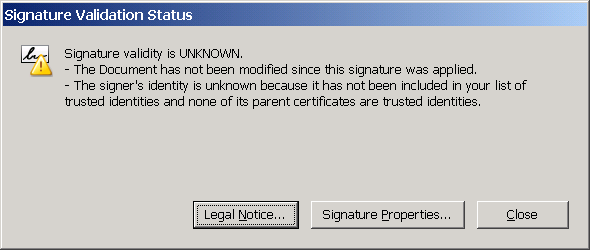 Signature Validation Status
Signature validity is UNKNOWN.
- The Document has not been modified since this signature was applied.
- The signer's identity is unknown because it has not been included in your list of
trusted identities and none of its parent certificates are trusted identities.
Legal Notice...
Signature Properties...
Close